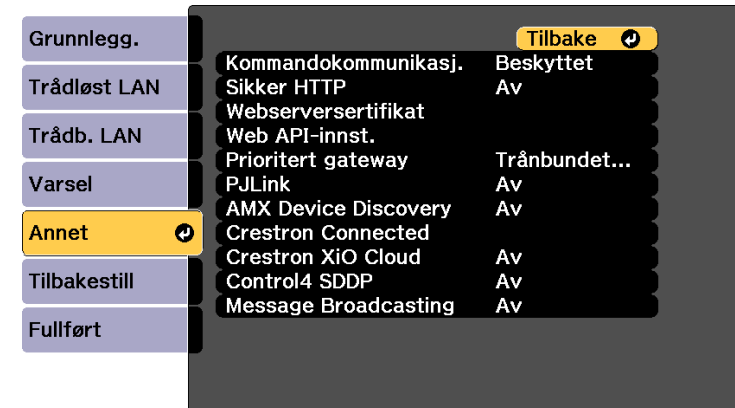 Grunnlegg.
Trådløst LAN
Trådb. LAN
Varsel
Annet
Tilbakestill
Fullført
Tilbake
Kommandokommunikasj. Beskyttet
Sikker HTTP Av
Webserversertifikat
Web API-innst.
Prioritert gateway Trånbundet...
PJLink Av
AMX Device Discovery Av
Crestron Connected
Crestron XiO Cloud Av
Control4 SDDP Av
Message Broadcasting Av